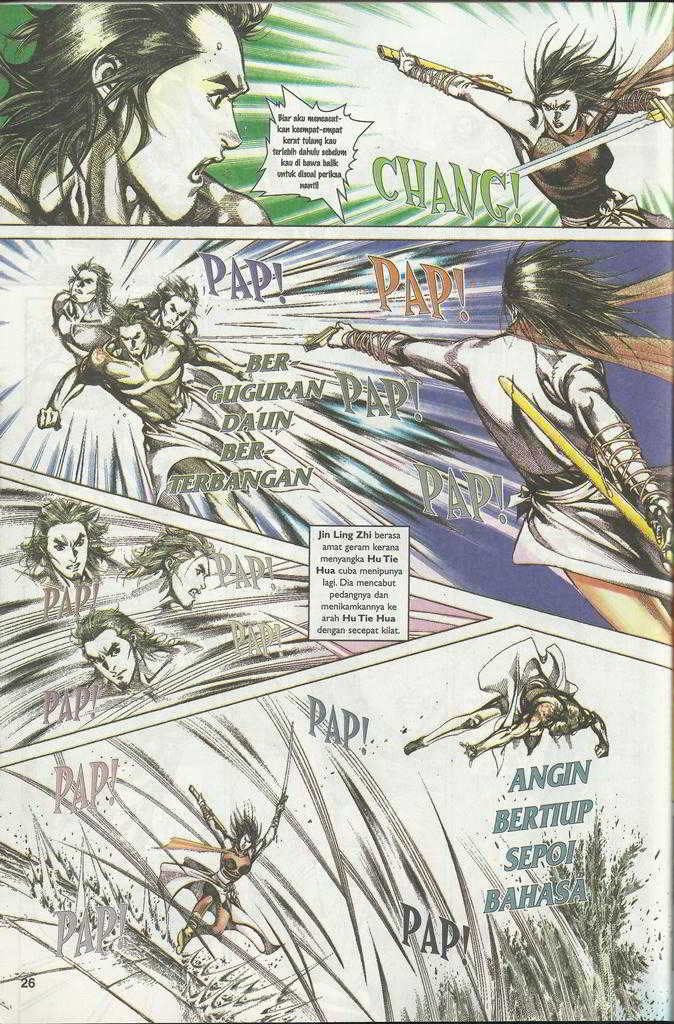 Biar aku mencacat-
kan keempat-empat
kerat tulang kau
terlebih dahulu sebelum
kau di bawa balik
untuk disoal periksa
nanti!
CHANG!
PAP!
PAP!
BER-
GUGURAN
DAUN
BER-
TERBANGAN
PAP!
PAP!
Jin Ling Zhi berasa
amat geram kerana
menyangka Hu Tie
Hua cuba menipunya
lagi. Dia mencabut
pedangnya dan
menikamkannya ke
arah Hu Tie Hua
dengan secepat kilat.
PAP!
PAP!
PAP!
PAP!
PAP!
ANGIN
BERTIUP
SEPOI
BAHASA
PAP!
PAP!
PAP!
26